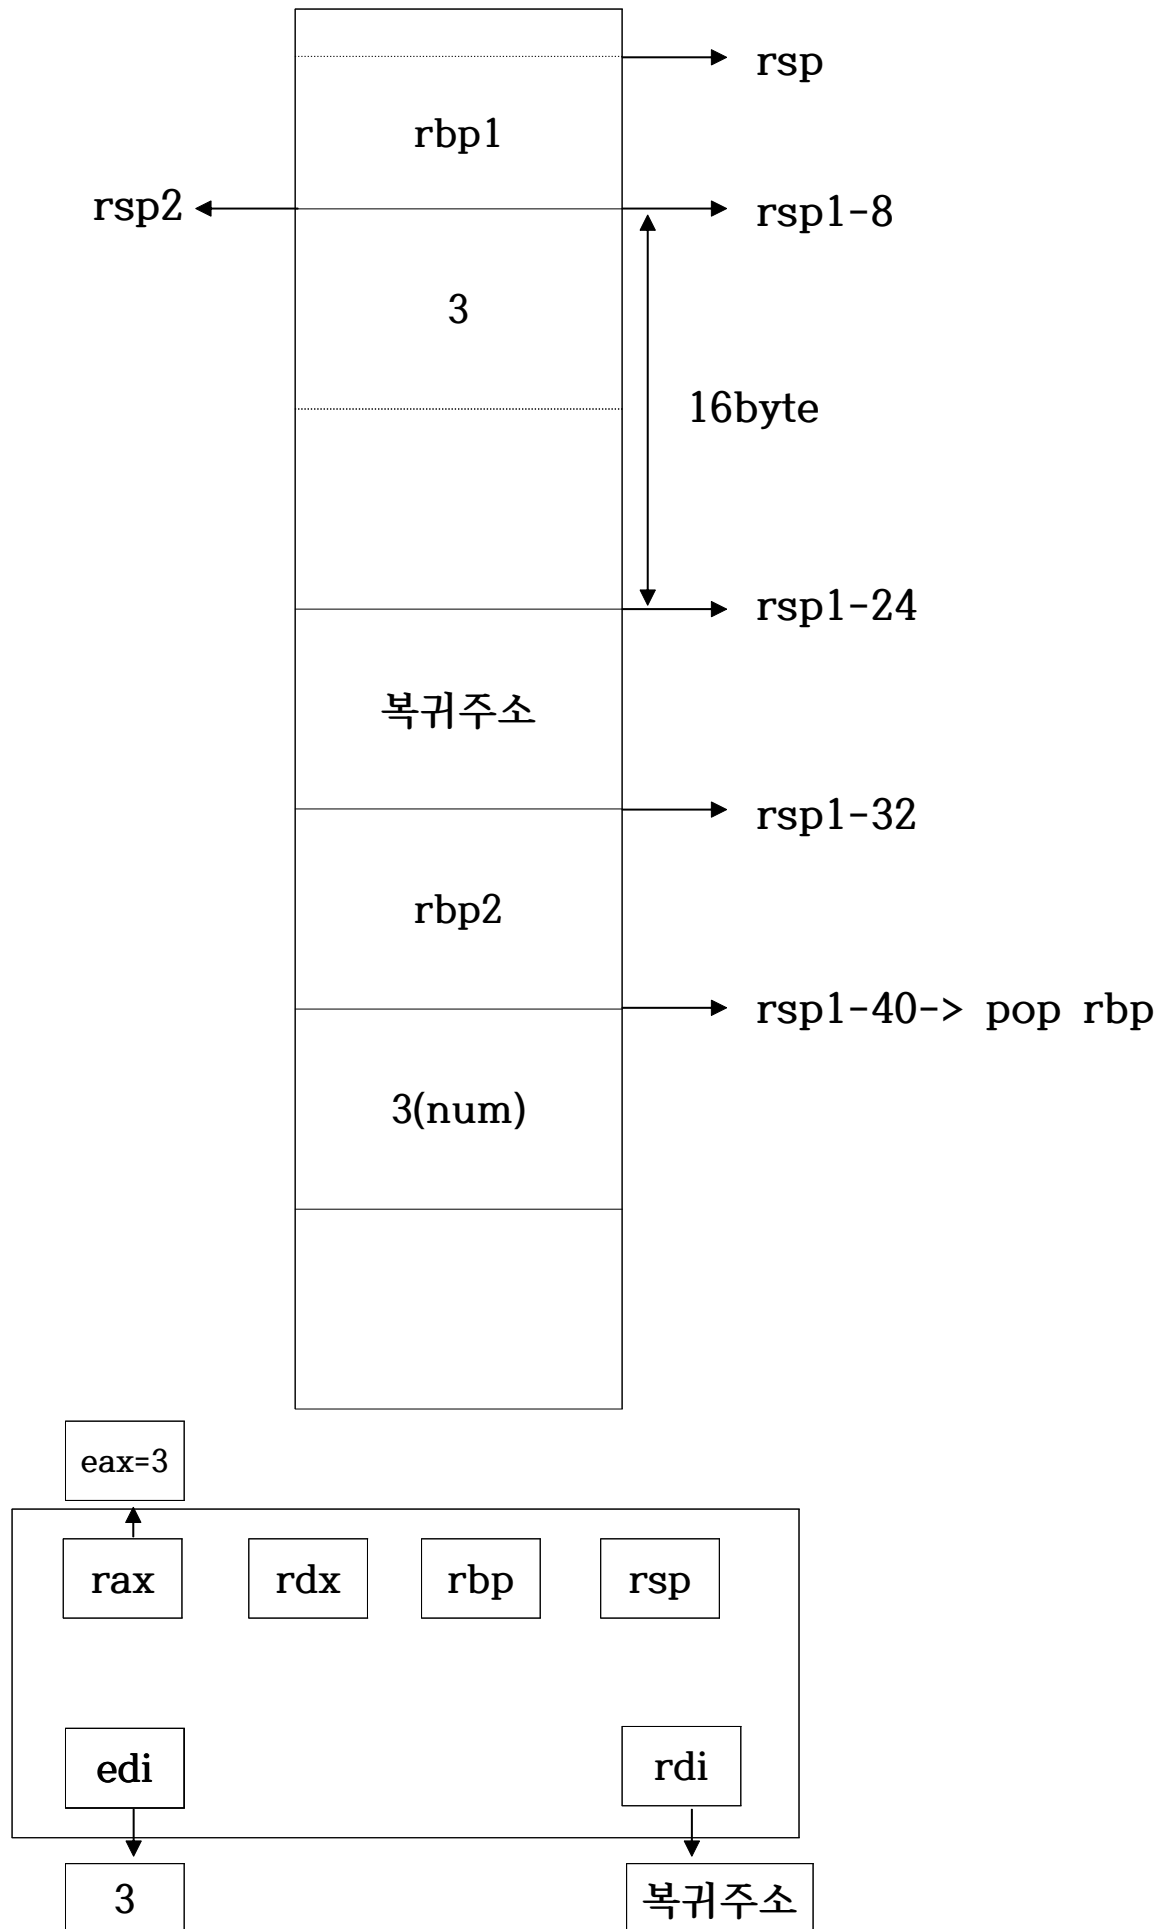 rsp
rbp1
rsp2
rsp1-8
3
16byte
rsp1-24
복귀주소
rsp1-32
rbp2
rsp1-40-> pop rbp
3(num)
eax=3
rax
rdx
rbp
rsp
edi
rdi
3
복귀주소